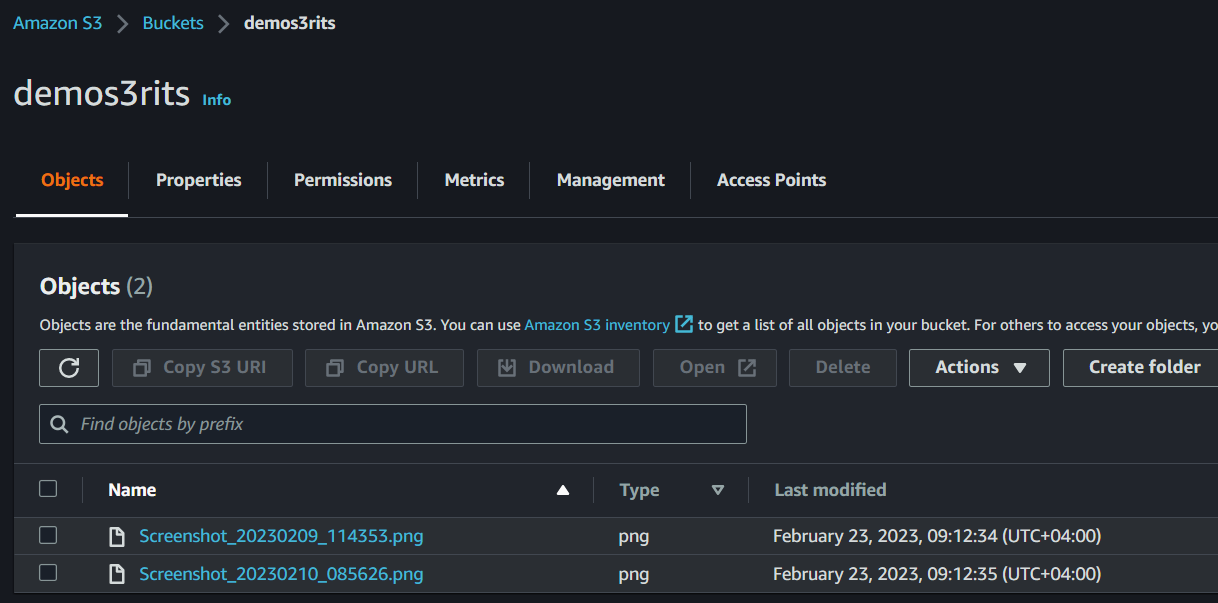 Amazon S3 > Buckets > demos3rits
demos3rits Info
Objects Properties Permissions Metrics Management Access Points
Objects (2)
Objects are the fundamental entities stored in Amazon S3. You can use Amazon S3 inventory to get a list of all objects in your bucket. For others to access your objects,
Copy S3 URI Copy URL Download Open Delete Actions Create folder
Find objects by prefix
Name Type Last modified
Screenshot_20230209_114353.png png February 23, 2023, 09:12:34 (UTC+04:00)
Screenshot_20230210_085626.png png February 23, 2023, 09:12:35 (UTC+04:00)